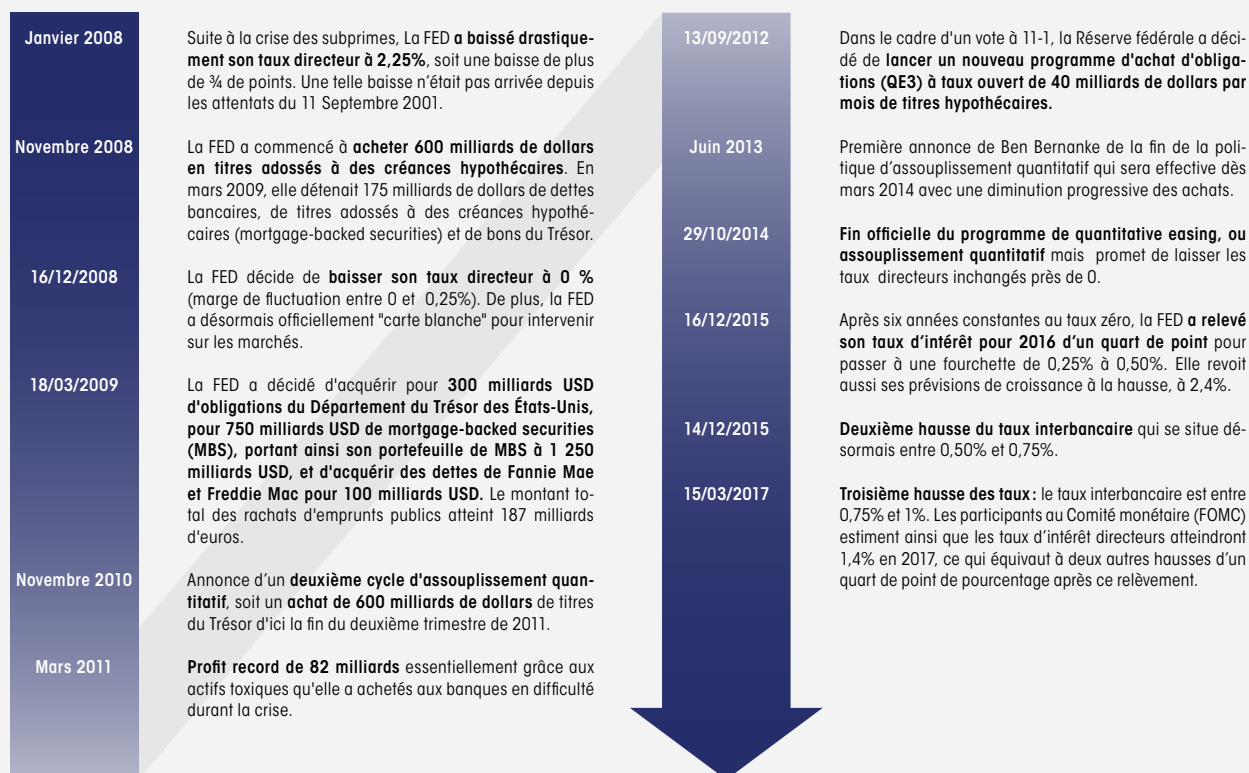 Janvier 2008
Suite à la crise des subprimes, La FED a baissé drastique-
ment son taux directeur à 2,25%, soit une baisse de plus
de ¾ de points. Une telle baisse n’était pas arrivée depuis
les attentats du 11 Septembre 2001.
Novembre 2008
La FED a commencé à acheter 600 milliards de dollars
en titres adossés à des créances hypothécaires. En
mars 2009, elle détenait 175 milliards de dollars de dettes
bancaires, de titres adossés à des créances hypothé-
caires (mortgage-backed securities) et de bons du Trésor.
16/12/2008
La FED décide de baisser son taux directeur à 0 %
(marge de fluctuation entre 0 et 0,25%). De plus, la FED
a désormais officiellement "carte blanche" pour intervenir
sur les marchés.
18/03/2009
La FED a décidé d'acquérir pour 300 milliards USD
d'obligations du Département du Trésor des États-Unis,
pour 750 milliards USD de mortgage-backed securities
(MBS), portant ainsi son portefeuille de MBS à 1 250
milliards USD, et d'acquérir des dettes de Fannie Mae
et Freddie Mac pour 100 milliards USD. Le montant to-
tal des rachats d'emprunts publics atteint 187 milliards
d'euros.
Novembre 2010
Annonce d’un deuxième cycle d'assouplissement quan-
titatif, soit un achat de 600 milliards de dollars de titres
du Trésor d'ici la fin du deuxième trimestre de 2011.
Mars 2011
Profit record de 82 milliards essentiellement grâce aux
actifs toxiques qu'elle a achetés aux banques en difficulté
durant la crise.
13/09/2012
Dans le cadre d'un vote à 11-1, la Réserve fédérale a déci-
dé de lancer un nouveau programme d'achat d'obliga-
tions (QE3) à taux ouvert de 40 milliards de dollars par
mois de titres hypothécaires.
Juin 2013
Première annonce de Ben Bernanke de la fin de la poli-
tique d’assouplissement quantitatif qui sera effective dès
mars 2014 avec une diminution progressive des achats.
29/10/2014
Fin officielle du programme de quantitative easing, ou
assouplissement quantitatif mais promet de laisser les
taux directeurs inchangés près de 0.
16/12/2015
Après six années constantes au taux zéro, la FED a relevé
son taux d’intérêt pour 2016 d’un quart de point pour
passer à une fourchette de 0,25% à 0,50%. Elle revoit
aussi ses prévisions de croissance à la hausse, à 2,4%.
14/12/2015
Deuxième hausse du taux interbancaire qui se situe dé-
sormais entre 0,50% et 0,75%.
15/03/2017
Troisième hausse des taux : le taux interbancaire est entre
0,75% et 1%. Les participants au Comité monétaire (FOMC)
estiment ainsi que les taux d’intérêt directeurs atteindront
1,4% en 2017, ce qui équivaut à deux autres hausses d’un
quart de point de pourcentage après ce relèvement.